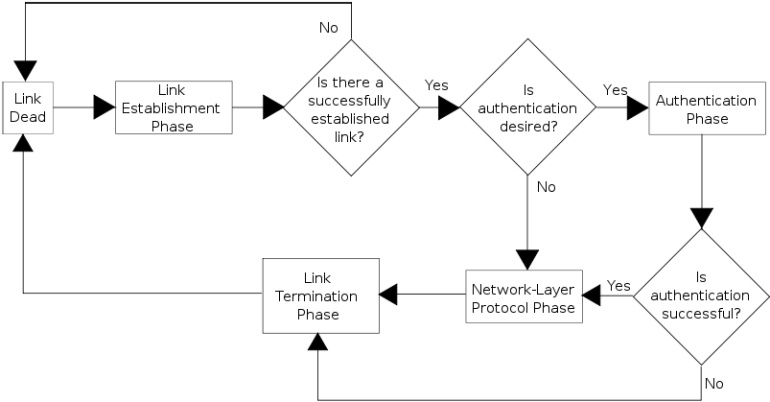 No
Link
Dead
Link
Establishment
Phase
Is there a
successfully
established
link?
Yes
Is
authentication
desired?
Yes
Authentication
Phase
No
Link
Termination
Phase
Network-Layer
Protocol Phase
Yes
Is
authentication
successful?
No